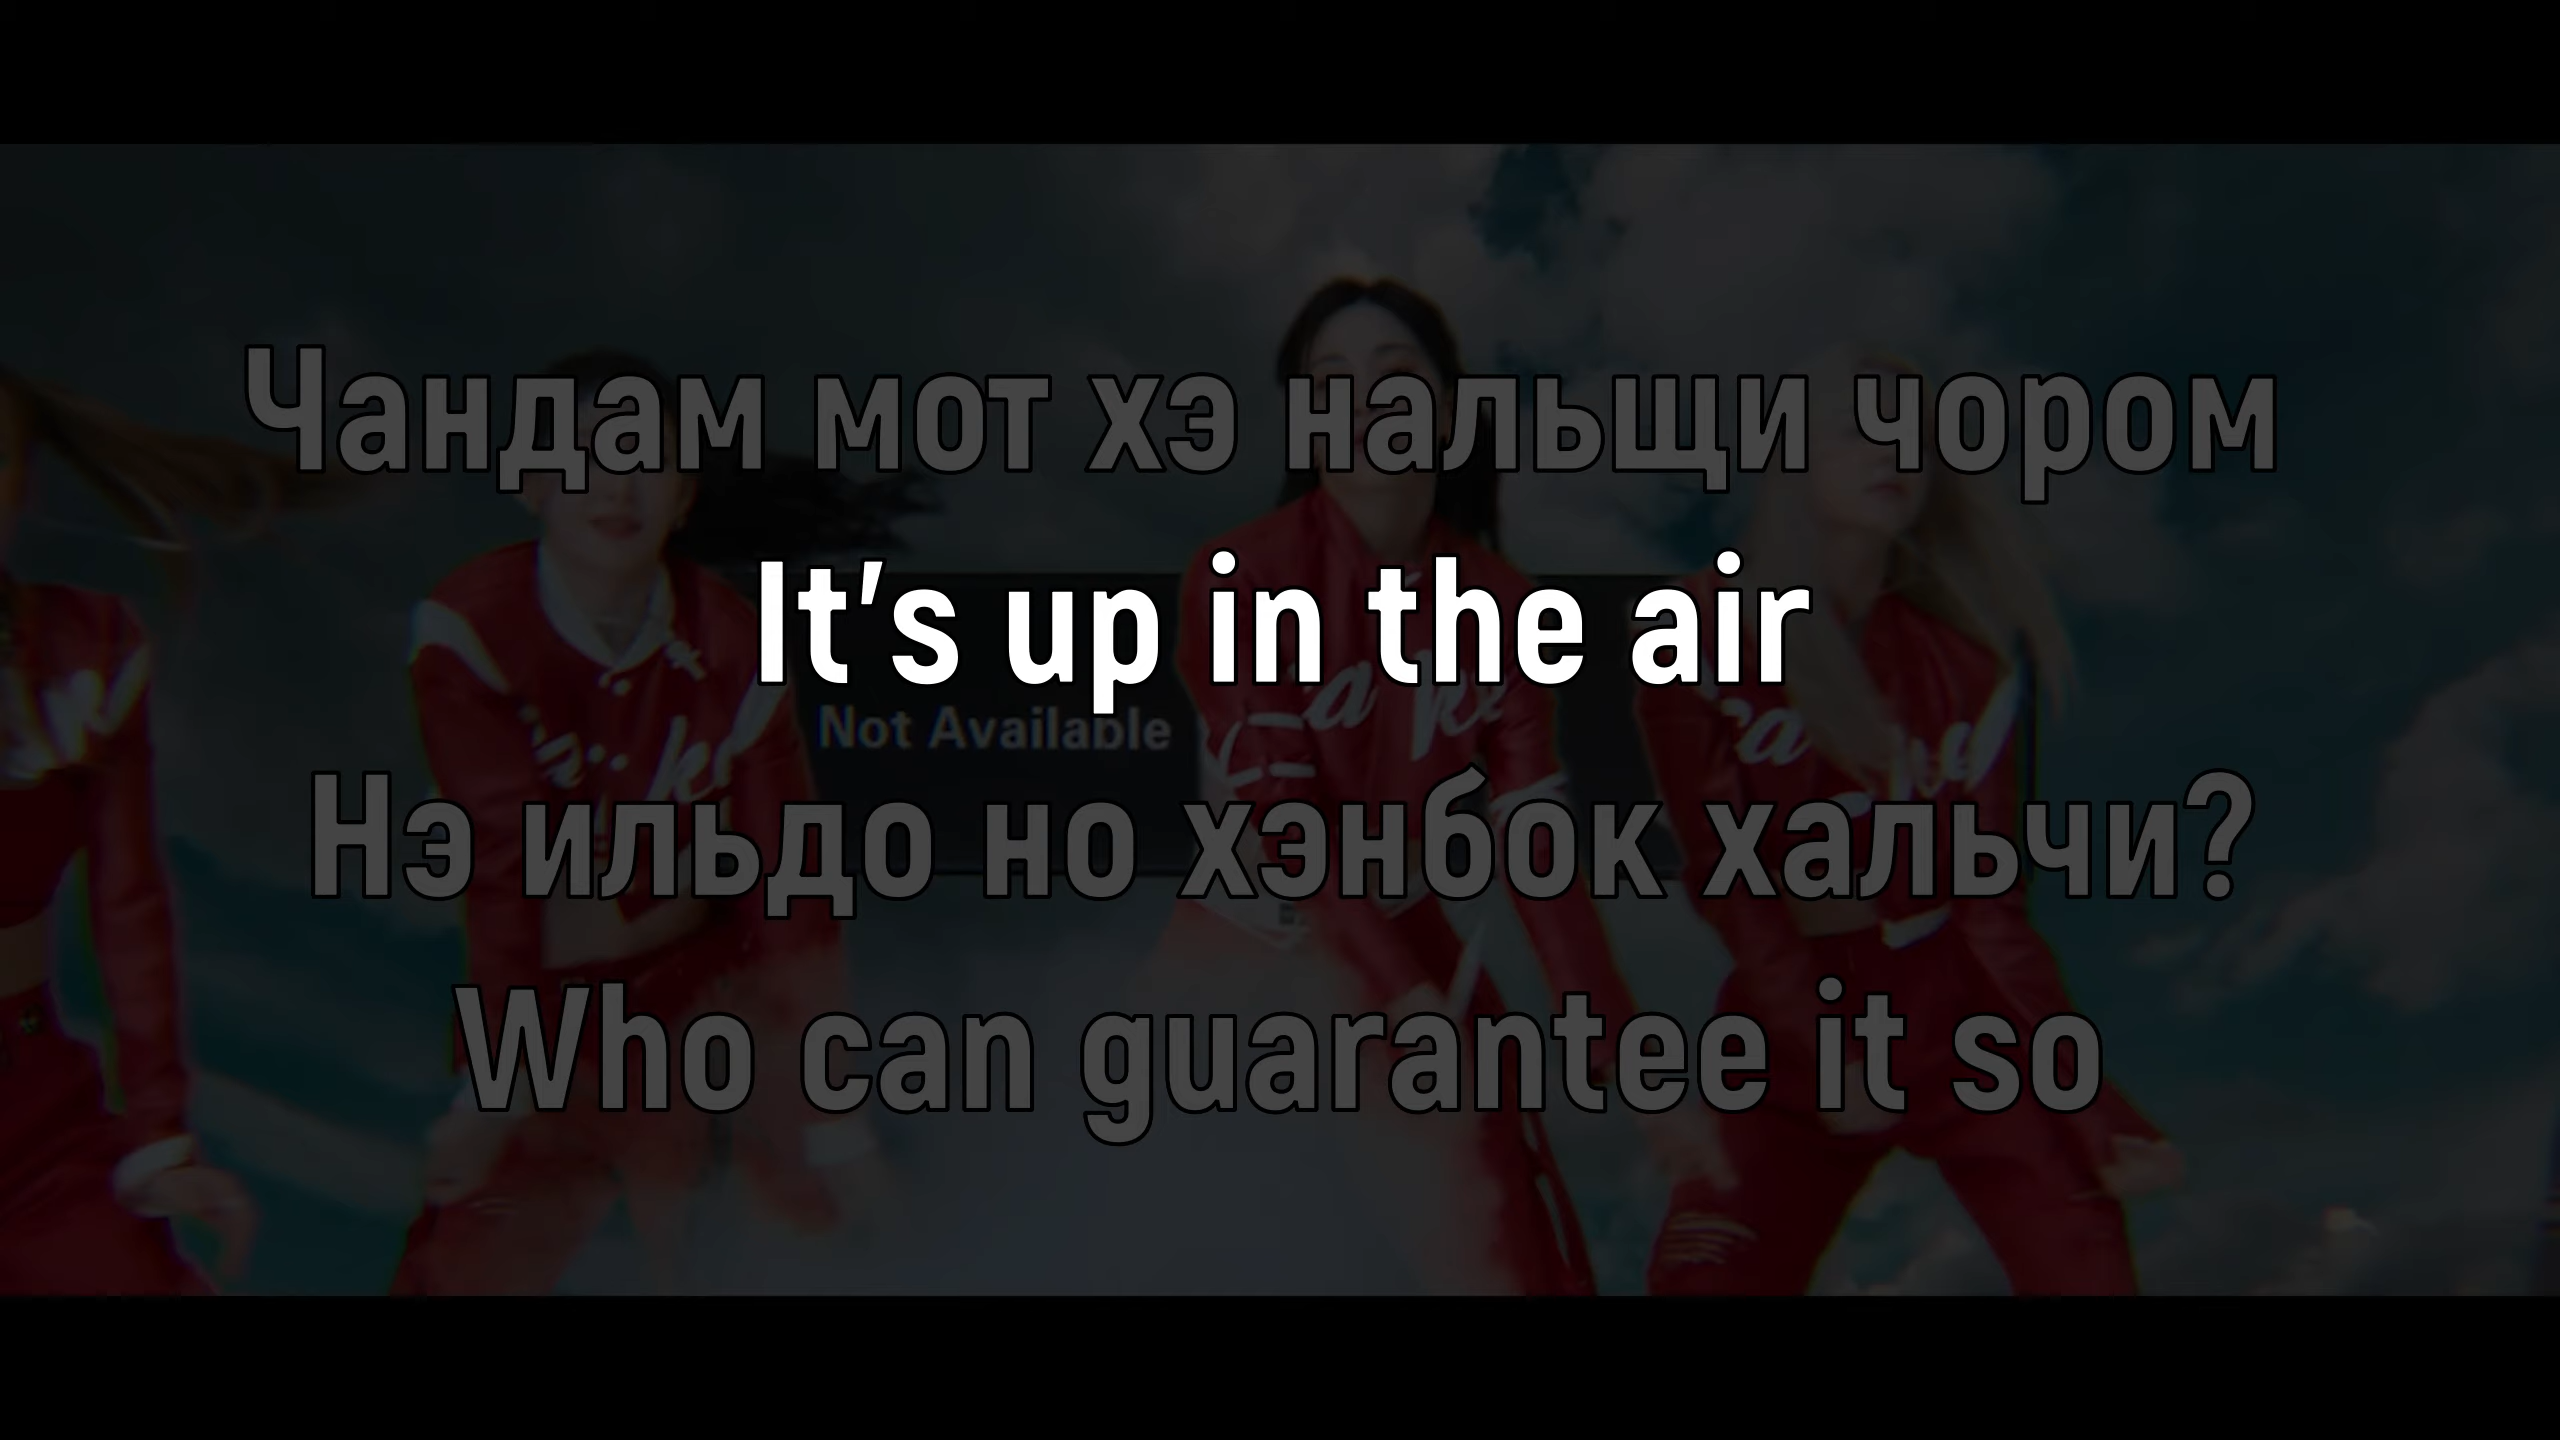 Чандам мот хэ нальщи чором
It's up in the air
Not Available
Нэ ильдо но хэнбок хальчи?
Who can guarantee it so